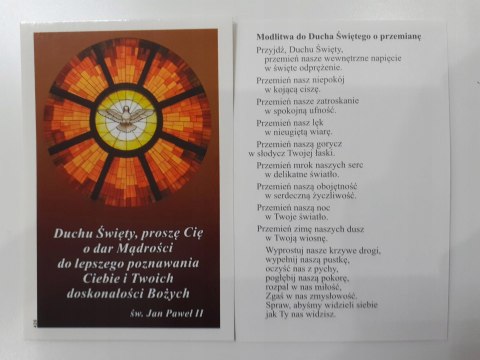 Duchu Święty, proszę Cię
o dar Mądrości
do lepszego poznawania
Ciebie i Twoich
doskonałości Bożych
św. Jan Paweł II
Modlitwa do Ducha Świętego o przemianę
Przyjdź, Duchu Święty,
przemień nasze wewnętrzne napięcie
w święte odprężenie.
Przemień nasz niepokój
w kojącą ciszę.
Przemień nasze zatroskanie
w spokojną ufność.
Przemień nasz lęk
w nieugiętą wiarę.
Przemień naszą gorycz
w słodycz Twojej łaski.
Przemień mrok naszych serc
w delikatne światło.
Przemień naszą obojętność
w serdeczną życzliwość.
Przemień naszą noc
w Twoje światło.
Przemień zimę naszych dusz
w Twoją wiosnę.
Wyprostuj nasze krzywe drogi,
wypełnij naszą pustkę,
oczyść nas z pychy,
pogłębiaj naszą pokorę,
rozpal w nas miłość,
Zgaś w nas zmysłowość.
Spraw, abyśmy widzieli siebie
jak Ty nas widzisz.